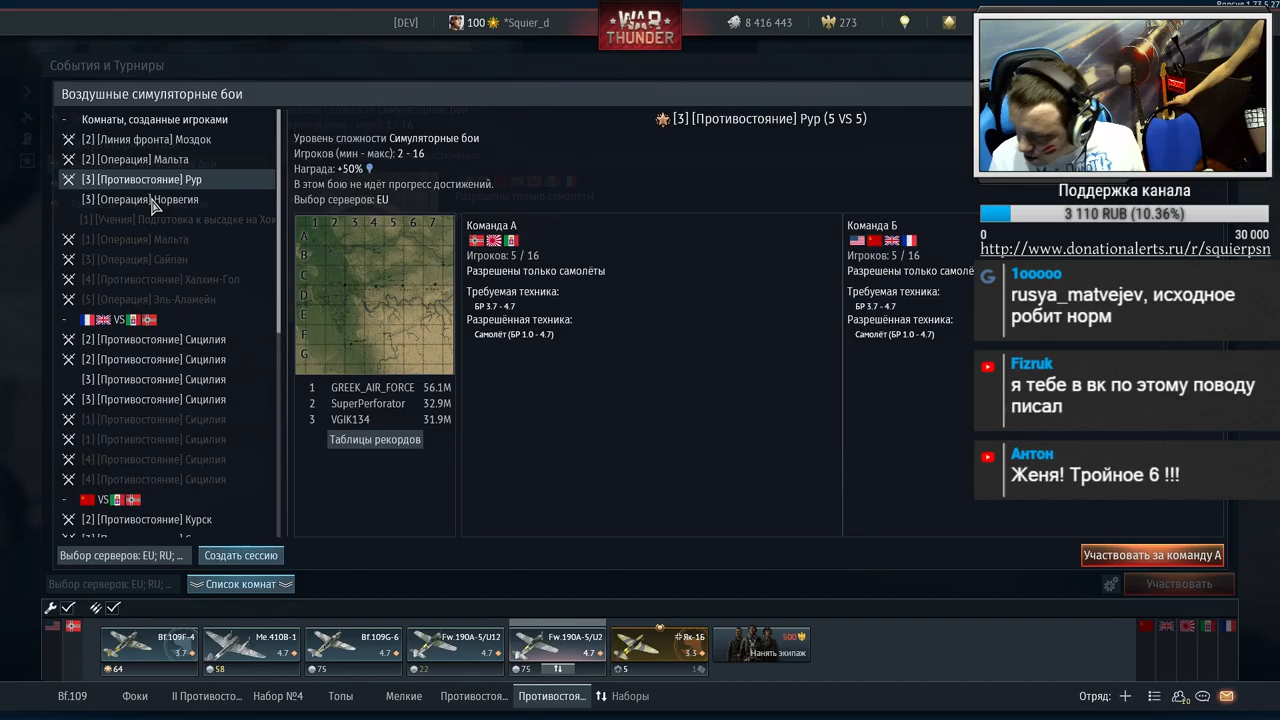 [DEV]
100 *Squier_d
WAR
THUNDER
8 416 443
273
События и Турниры
Воздушные симуляторные бои
- Комнаты, созданные игроками
[2] [Линия фронта] Моздок
[2] [Операция] Мальта
[3] [Противостояние] Рур
[3] [Операция] Норвегия
[1] [Учения] Подготовка к высадке на Хок
[1] [Операция] Мальта
[3] [Операция] Сайпан
[4] [Противостояние] Халхин-Гол
[5] [Операция] Эль-Аламейн
- VS
[2] [Противостояние] Сицилия
[2] [Противостояние] Сицилия
[3] [Противостояние] Сицилия
[3] [Противостояние] Сицилия
[1] [Противостояние] Сицилия
[1] [Противостояние] Сицилия
[4] [Противостояние] Сицилия
[4] [Противостояние] Сицилия
- VS
[2] [Противостояние] Курск
Выбор серверов: EU; RU; ...
Создать сессию
[3] [Противостояние] Рур (5 VS 5)
Уровень сложности Симуляторные бои
Игроков (мин - макс): 2 - 16
Награда: +50%
В этом бою не идёт прогресс достижений.
Выбор серверов: EU
1 2 3 4 5 6 7
A
B
C
D
E
F
G
1 GREEK_AIR_FORCE 56.1M
2 SuperPerforator 32.9M
3 VGIK134 31.9M
Таблицы рекордов
Команда А
Игроков: 5 / 16
Разрешены только самолёты
Требуемая техника:
БР 3.7 - 4.7
Разрешённая техника:
Самолёт (БР 1.0 - 4.7)
Команда Б
Игроков: 5 / 16
Разрешены только самолё
Требуемая техника:
БР 3.7 - 4.7
Разрешённая техника:
Самолёт (БР 1.0 - 4.7)
Участвовать за команду А
Поддержка канала
3 110 RUB (10.36%)
0 30 000
http://www.donationalerts.ru/r/squierpsn
1ooooo
rusya_matvejev, исходное
робит норм
Fizruk
я тебе в вк по этому поводу
писал
Антон
Женя! Тройное 6 !!!
Выбор серверов: EU; RU; ...
Список комнат
Участвовать
Bf.109F-4
3.7
64
Me.410B-1
4.7
58
Bf.109G-6
4.7
75
Fw.190A-5/U12
4.7
22
Fw.190A-5/U2
4.7
75
Як-1Б
3.3
5
1
500
Нанять экипаж
Bf.109
Фоки
II Противосто...
Набор №4
Топы
Мелкие
Противостоя...
Противостоя...
Наборы
Отряд:
20